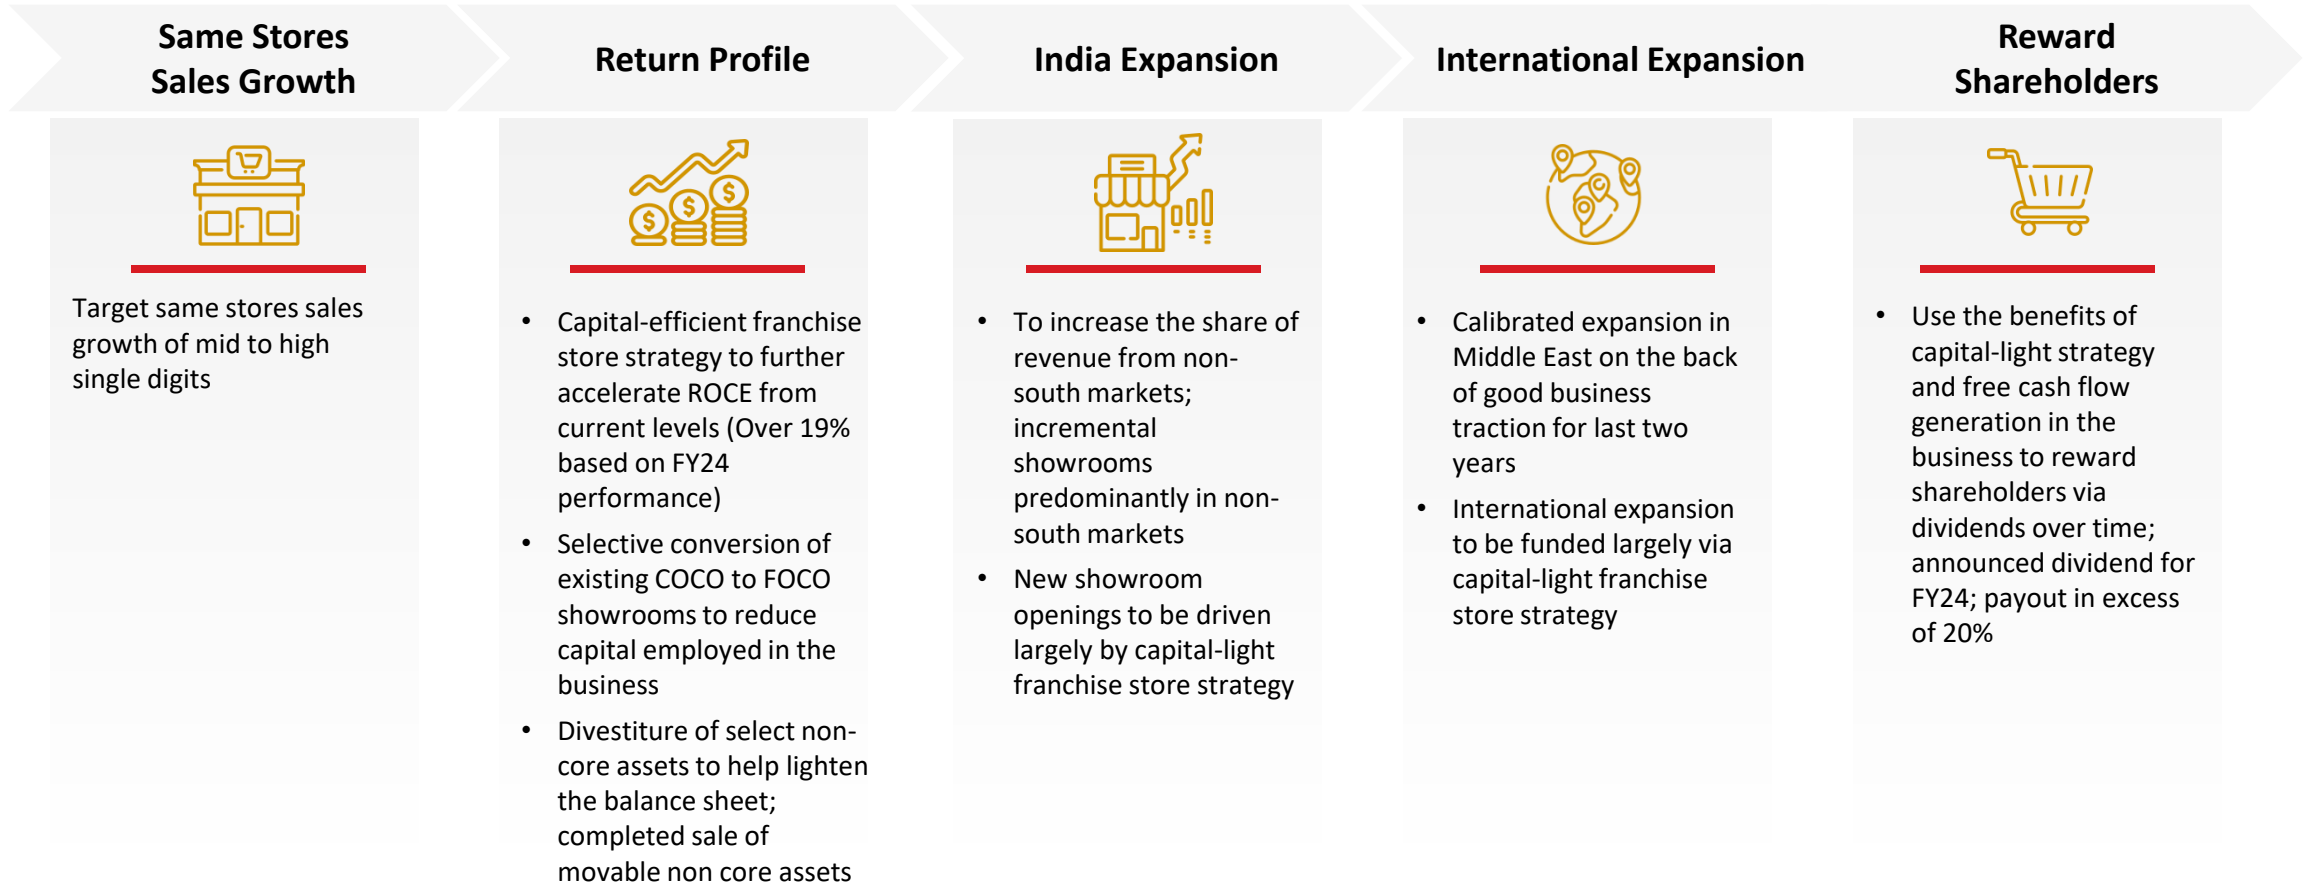 Same Stores
Sales Growth
Return Profile
India Expansion
International Expansion
Reward
Shareholders
Target same stores sales
growth of mid to high
single digits
• Capital-efficient franchise
store strategy to further
accelerate ROCE from
current levels (Over 19%
based on FY24
performance)
• Selective conversion of
existing COCO to FOCO
showrooms to reduce
capital employed in the
business
• Divestiture of select non-
core assets to help lighten
the balance sheet;
completed sale of
movable non core assets
• To increase the share of
revenue from non-
south markets;
incremental
showrooms
predominantly in non-
south markets
• New showroom
openings to be driven
largely by capital-light
franchise store strategy
• Calibrated expansion in
Middle East on the back
of good business
traction for last two
years
• International expansion
to be funded largely via
capital-light franchise
store strategy
• Use the benefits of
capital-light strategy
and free cash flow
generation in the
business to reward
shareholders via
dividends over time;
announced dividend for
FY24; payout in excess
of 20%